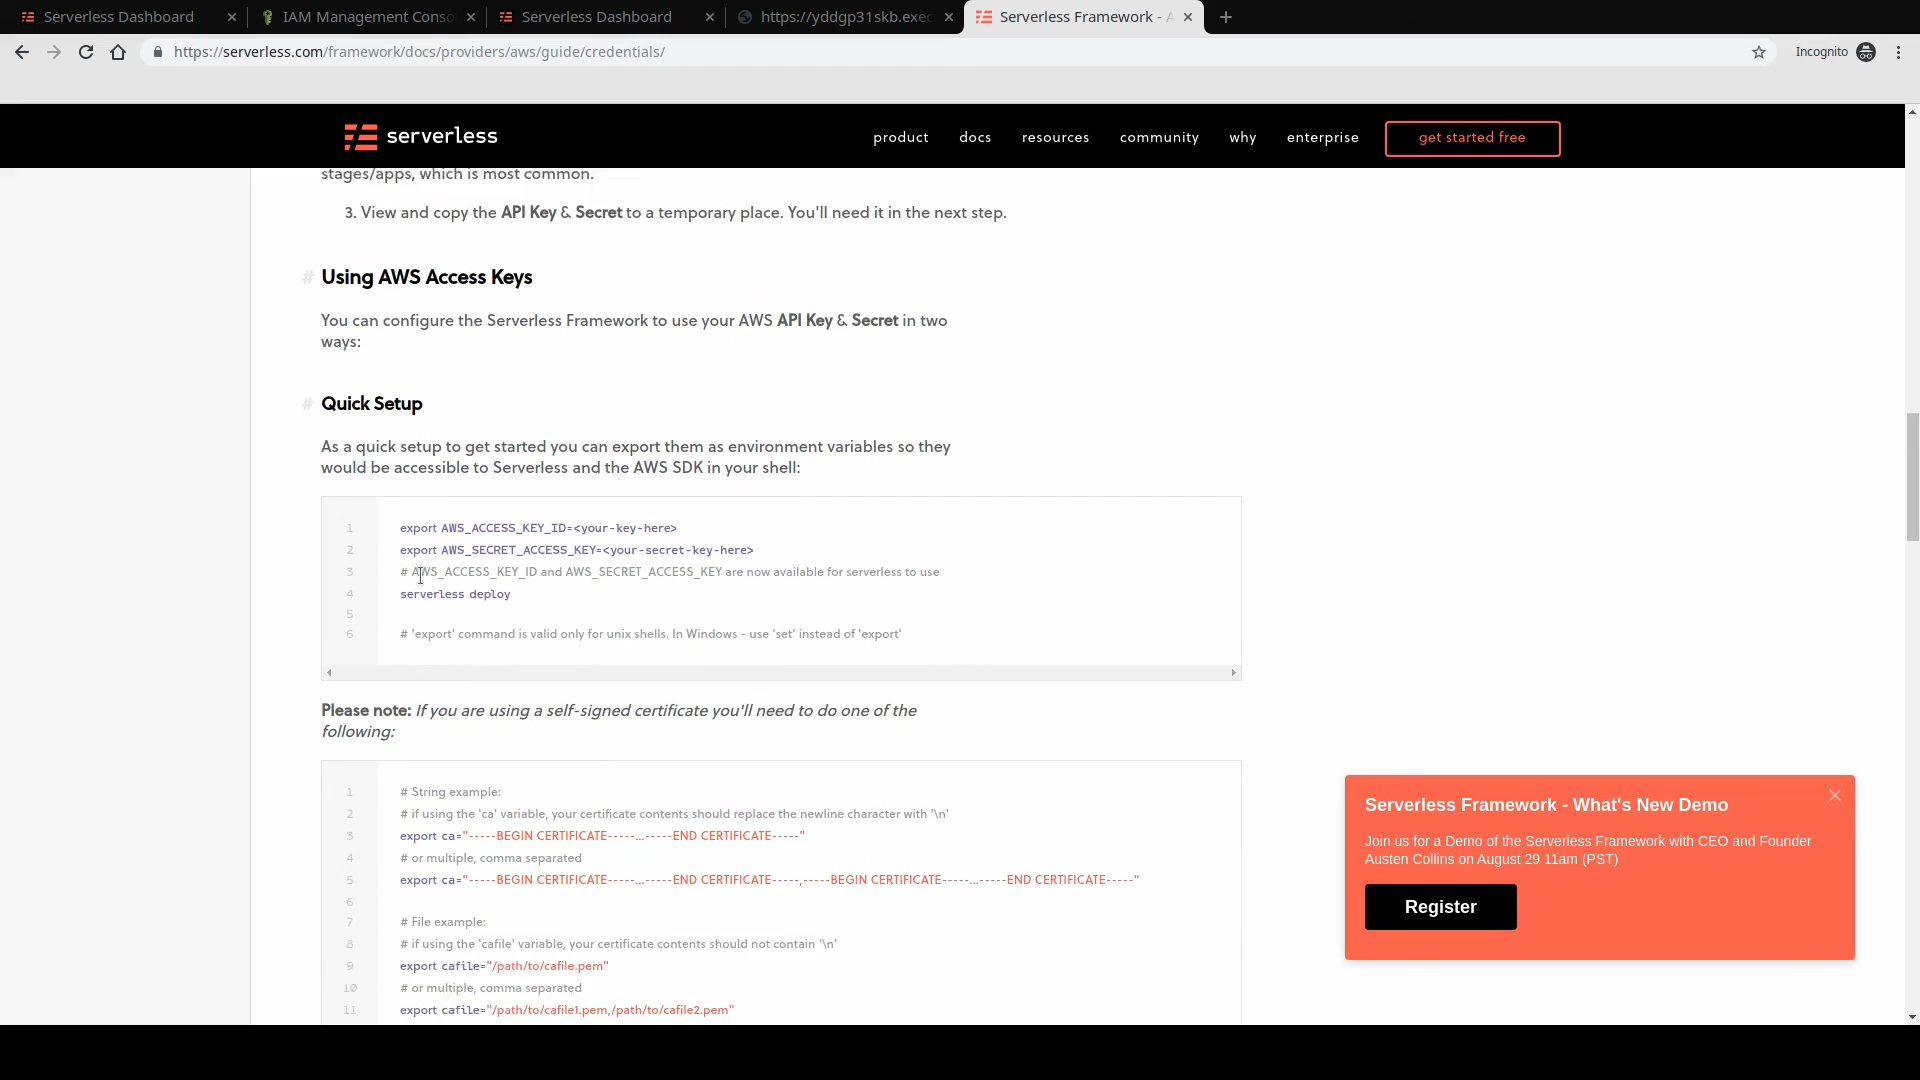 Serverless Dashboard
IAM Management Conso
Serverless Dashboard
https://yddgp31skb.exec
Serverless Framework - A
https://serverless.com/framework/docs/providers/aws/guide/credentials/
Incognito
serverless
product
docs
resources
community
why
enterprise
get started free
stages/apps, which is most common.
3. View and copy the API Key & Secret to a temporary place. You'll need it in the next step.
# Using AWS Access Keys
You can configure the Serverless Framework to use your AWS API Key & Secret in two
ways:
# Quick Setup
As a quick setup to get started you can export them as environment variables so they
would be accessible to Serverless and the AWS SDK in your shell:
1 export AWS_ACCESS_KEY_ID=<your-key-here>
2 export AWS_SECRET_ACCESS_KEY=<your-secret-key-here>
3 # AWS_ACCESS_KEY_ID and AWS_SECRET_ACCESS_KEY are now available for serverless to use
4 serverless deploy
5
6 # 'export' command is valid only for unix shells. In Windows - use 'set' instead of 'export'
Please note: If you are using a self-signed certificate you'll need to do one of the
following:
1 # String example:
2 # if using the 'ca' variable, your certificate contents should replace the newline character with '\n'
3 export ca="-----BEGIN CERTIFICATE-----...-----END CERTIFICATE-----"
4 # or multiple, comma separated
5 export ca="-----BEGIN CERTIFICATE-----...-----END CERTIFICATE-----,-----BEGIN CERTIFICATE-----...-----END CERTIFICATE-----"
6
7 # File example:
8 # if using the 'cafile' variable, your certificate contents should not contain '\n'
9 export cafile="/path/to/cafile.pem"
10 # or multiple, comma separated
11 export cafile="/path/to/cafile1.pem,/path/to/cafile2.pem"
Serverless Framework - What's New Demo
Join us for a Demo of the Serverless Framework with CEO and Founder
Austen Collins on August 29 11am (PST)
Register